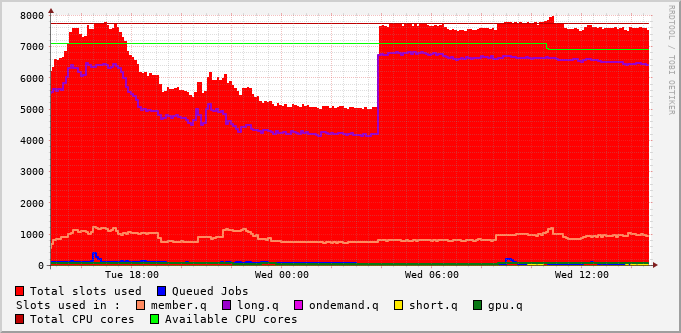 8000
7000
6000
5000
4000
3000
2000
1000
0
Tue 18:00 Wed 00:00 Wed 06:00 Wed 12:00
RRDTOOL / TOBI OETIKER
Total slots used Queued Jobs
Slots used in : member.q long.q ondemand.q short.q gpu.q
Total CPU cores Available CPU cores